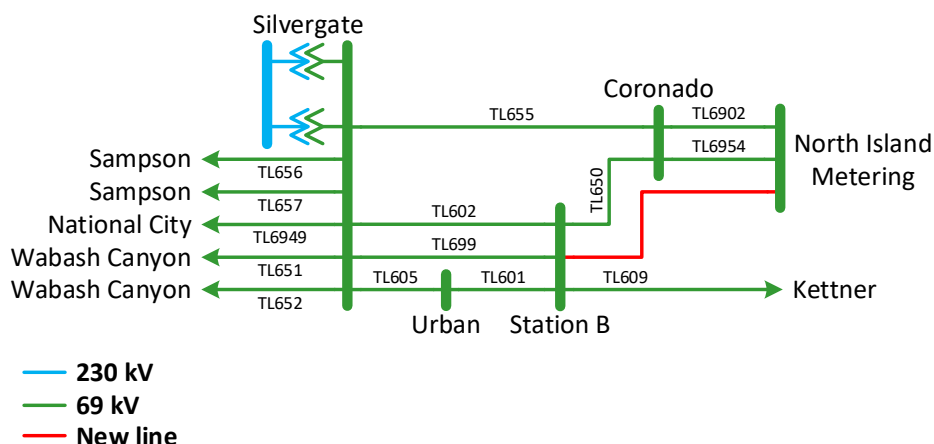 Silvergate
Coronado
TL655
TL6902
TL6954
North Island
Metering
Sampson
TL656
TL650
Sampson
TL657
National City
TL602
TL6949
Wabash Canyon
TL699
TL651
Wabash Canyon
TL605
TL601
TL609
Kettner
TL652
Urban
Station B
230 kV
69 kV
New line